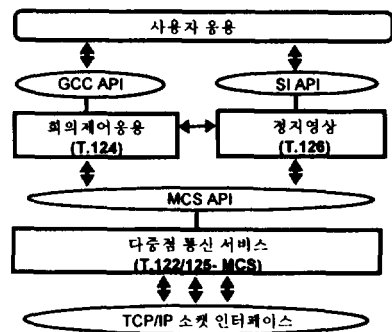 사용자 응용
GCC API
SI API
회의제어응용
(T.124)
정지영상
(T.126)
MCS API
다중점 통신 서비스
(T.122/125- MCS)
TCP/IP 소켓 인터페이스